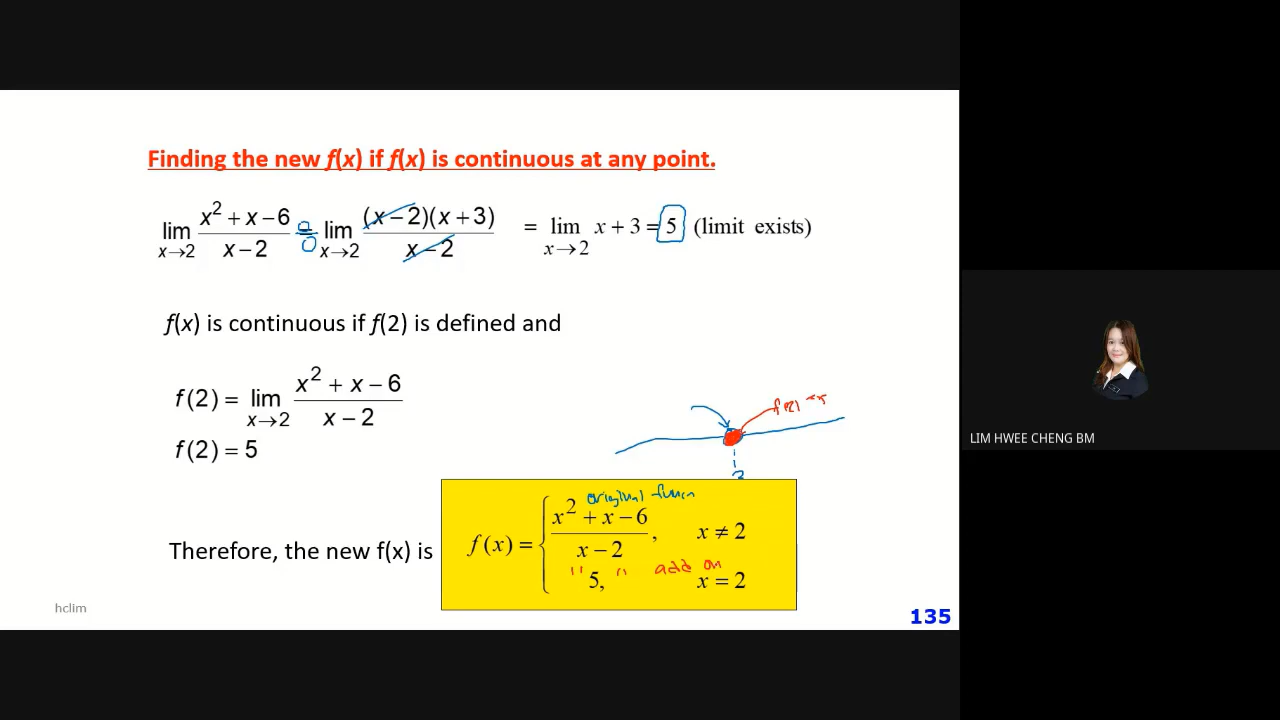 Finding the new f(x) if f(x) is continuous at any point.
lim x→2 (x² + x − 6)/(x − 2) = 0/0 lim x→2 (x − 2)(x + 3)/(x − 2) = lim x→2 x + 3 = 5 (limit exists)
f(x) is continuous if f(2) is defined and
f(2) = lim x→2 (x² + x − 6)/(x − 2)
f(2) = 5
2
original
f(x) = { (x² + x − 6)/(x − 2), x ≠ 2
" 5, " add on x = 2
Therefore, the new f(x) is
hclim
135
LIM HWEE CHENG BM